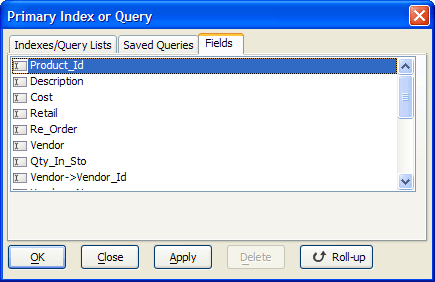 Primary Index or Query
Indexes/Query Lists Saved Queries Fields
Product_Id
Description
Cost
Retail
Re_Order
Vendor
Qty_In_Sto
Vendor->Vendor_Id
OK Close Apply Delete Roll-up